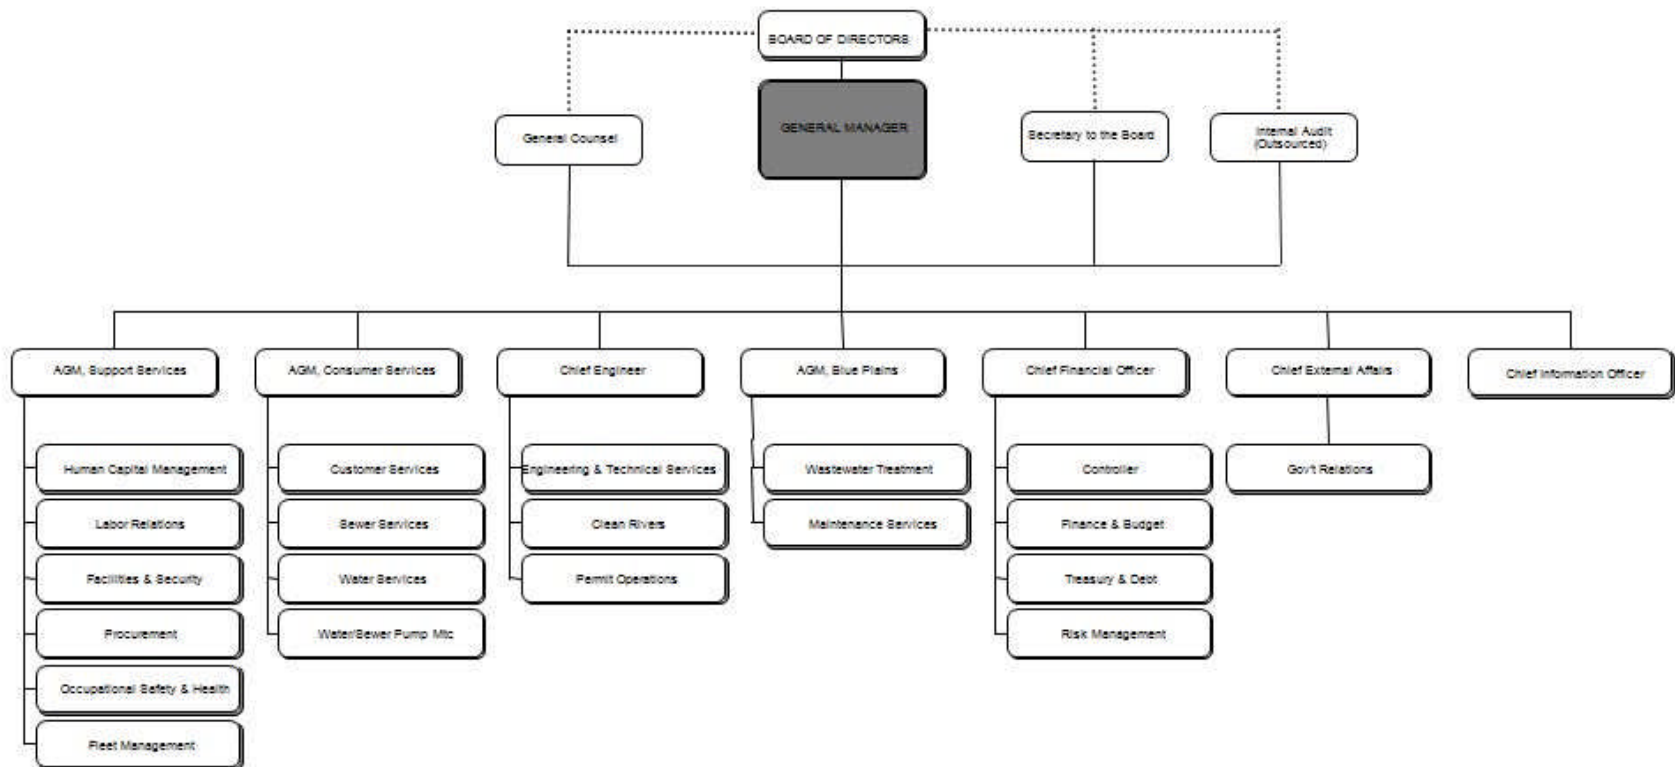 BOARD OF DIRECTORS
GENERAL MANAGER
General Counsel
Secretary to the Board
Internal Audit
(Outsourced)
AGM, Support Services
AGM, Consumer Services
Chief Engineer
AGM, Blue Plains
Chief Financial Officer
Chief External Affairs
Chief Information Officer
Human Capital Management
Labor Relations
Facilities & Security
Procurement
Occupational Safety & Health
Fleet Management
Customer Services
Sewer Services
Water Services
Water/Sewer Pump Mtc
Engineering & Technical Services
Clean Rivers
Permit Operations
Wastewater Treatment
Maintenance Services
Controller
Finance & Budget
Treasury & Debt
Risk Management
Gov't Relations